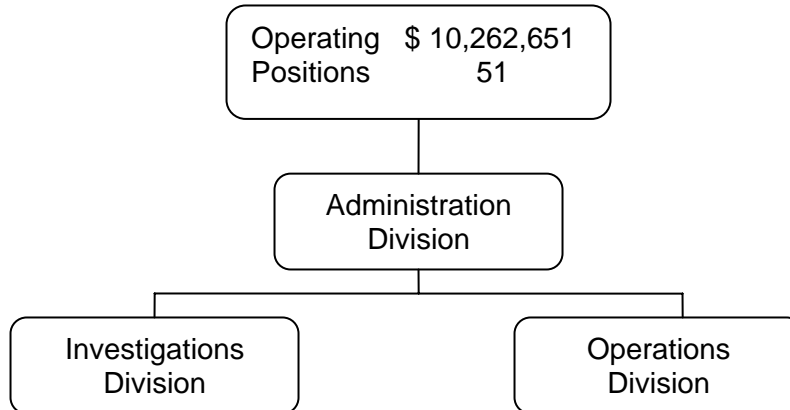 Operating $ 10,262,651
Positions 51
Administration
Division
Investigations
Division
Operations
Division